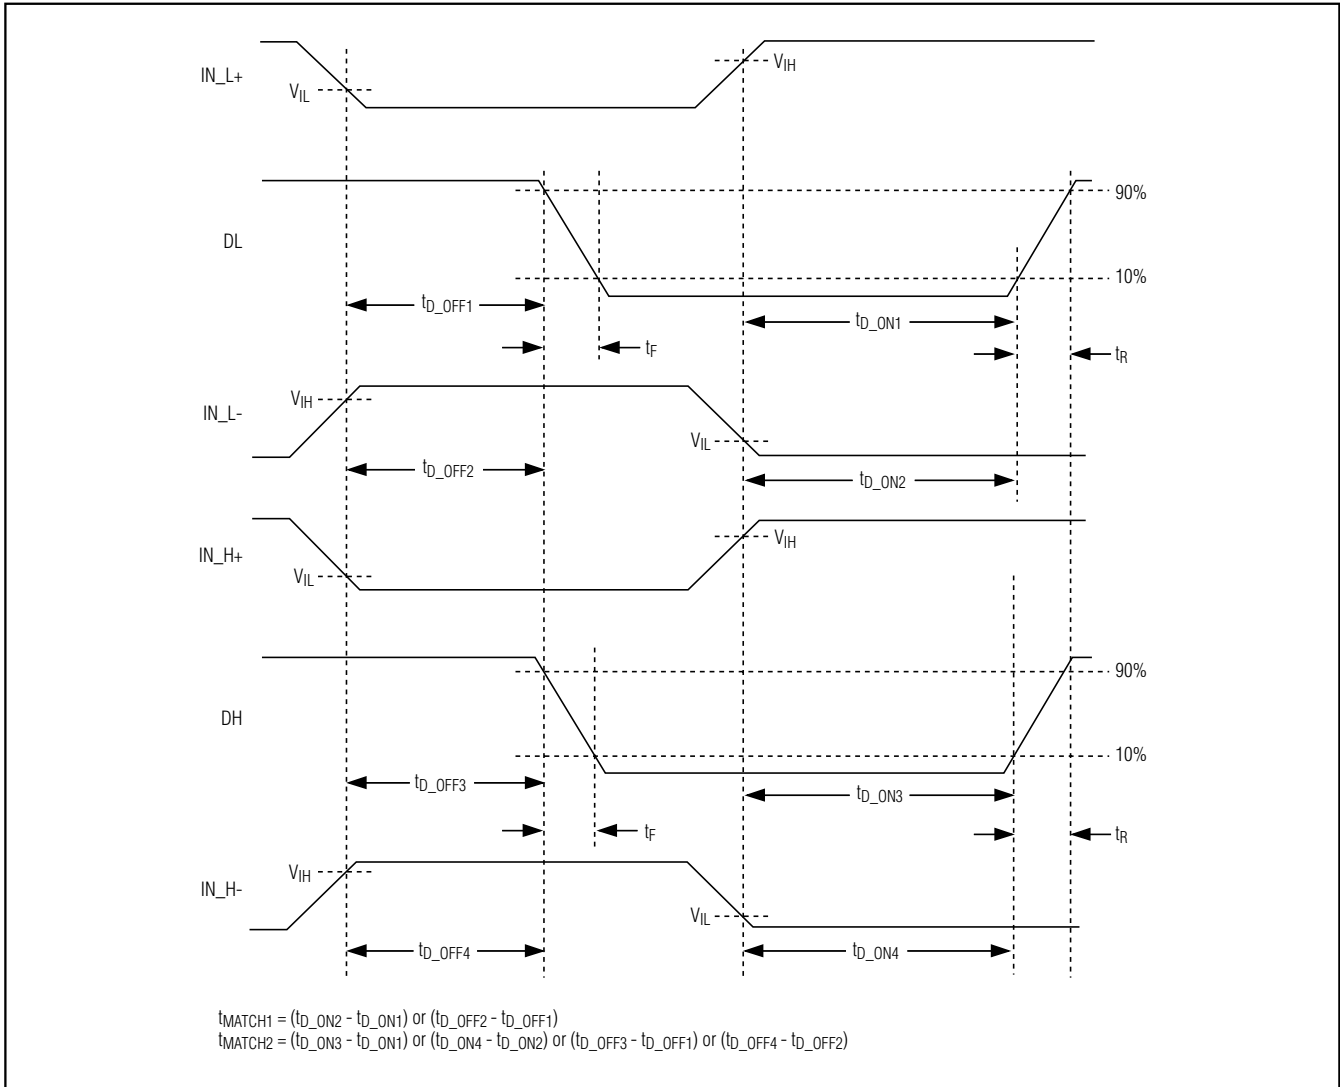 IN_L+
VIL
VIH
DL
90%
10%
tD_OFF1
tD_ON1
tF
tR
IN_L-
VIH
VIL
tD_OFF2
tD_ON2
IN_H+
VIL
VIH
DH
90%
10%
tD_OFF3
tD_ON3
tF
tR
IN_H-
VIH
VIL
tD_OFF4
tD_ON4
tMATCH1 = (tD_ON2 - tD_ON1) or (tD_OFF2 - tD_OFF1)
tMATCH2 = (tD_ON3 - tD_ON1) or (tD_ON4 - tD_ON2) or (tD_OFF3 - tD_OFF1) or (tD_OFF4 - tD_OFF2)